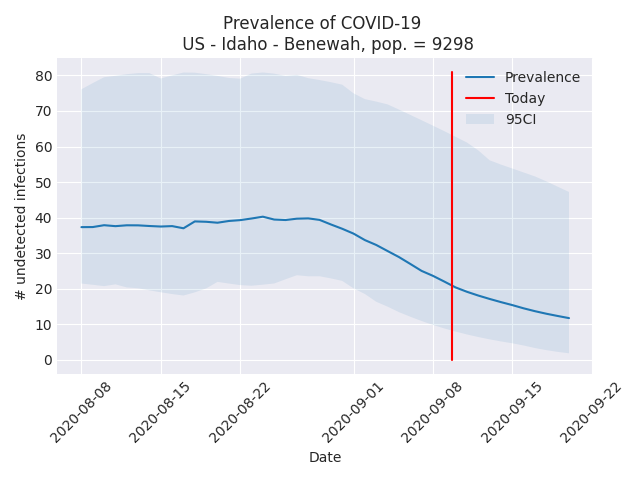 Prevalence of COVID-19
US - Idaho - Benewah, pop. = 9298
Prevalence
Today
95CI
80
70
60
50
40
30
20
10
0
# undetected infections
2020-08-08
2020-08-15
2020-08-22
2020-09-01
2020-09-08
2020-09-15
2020-09-22
Date